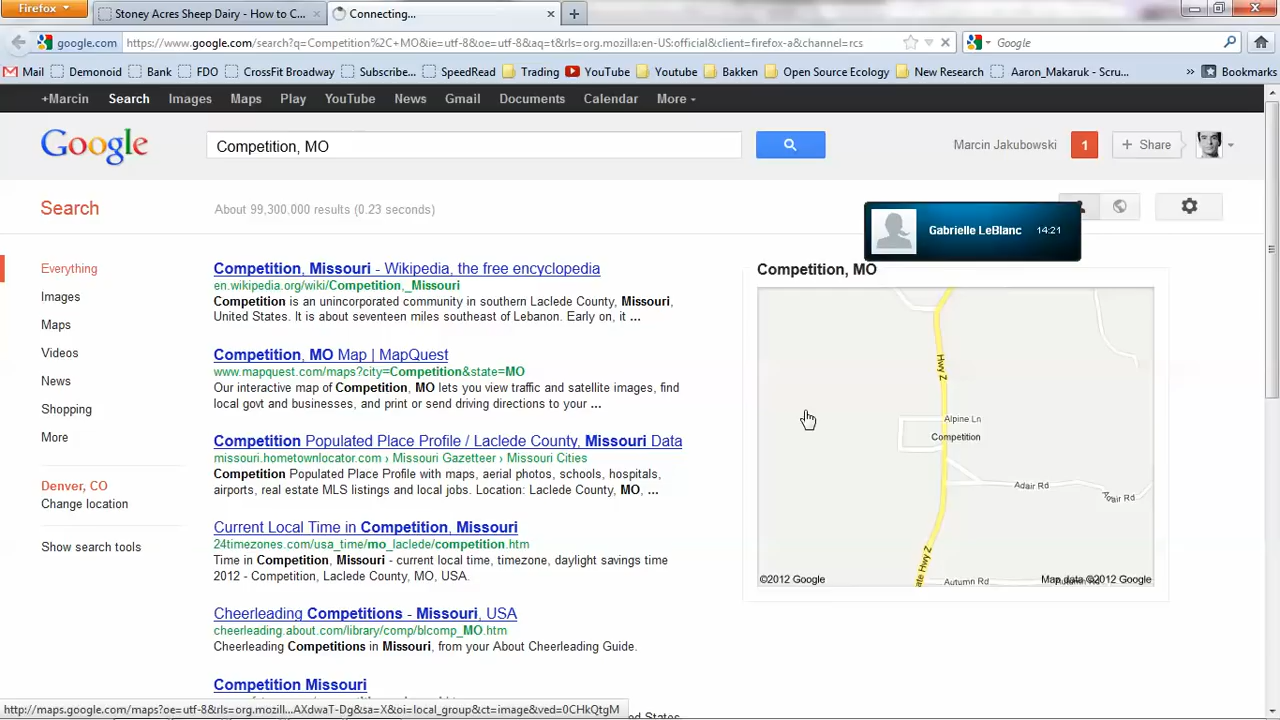 Firefox
Stoney Acres Sheep Dairy - How to C...
Connecting...
google.com
https://www.google.com/search?q=Competition%2C+MO&ie=utf-8&oe=utf-8&aq=t&rls=org.mozilla:en-US:official&client=firefox-a&channel=rcs
Google
Mail
Demonoid
Bank
FDO
CrossFit Broadway
Subscribe...
SpeedRead
Trading
YouTube
Youtube
Bakken
Open Source Ecology
New Research
Aaron_Makaruk - Scru...
»
Bookmarks
+Marcin Search Images Maps Play YouTube News Gmail Documents Calendar More
Google
Competition, MO
Marcin Jakubowski
1
+ Share
Search
About 99,300,000 results (0.23 seconds)
Gabrielle LeBlanc 14:21
Everything
Images
Maps
Videos
News
Shopping
More
Denver, CO
Change location
Show search tools
Competition, Missouri - Wikipedia, the free encyclopedia
en.wikipedia.org/wiki/Competition,_Missouri
Competition is an unincorporated community in southern Laclede County, Missouri,
United States. It is about seventeen miles southeast of Lebanon. Early on, it ...
Competition, MO Map | MapQuest
www.mapquest.com/maps?city=Competition&state=MO
Our interactive map of Competition, MO lets you view traffic and satellite images, find
local govt and businesses, and print or send driving directions to your ...
Competition Populated Place Profile / Laclede County, Missouri Data
missouri.hometownlocator.com › Missouri Gazetteer › Missouri Cities
Competition Populated Place Profile with maps, aerial photos, schools, hospitals,
airports, real estate MLS listings and local jobs. Location: Laclede County, MO, ...
Current Local Time in Competition, Missouri
24timezones.com/usa_time/mo_laclede/competition.htm
Time in Competition, Missouri - current local time, timezone, daylight savings time
2012 - Competition, Laclede County, MO, USA.
Cheerleading Competitions - Missouri, USA
cheerleading.about.com/library/comp/blcomp_MO.htm
Cheerleading Competitions in Missouri, from your About Cheerleading Guide.
Competition Missouri
Competition, MO
Hwy Z
Alpine Ln
Competition
Adair Rd
Adair Rd
ate Hwy Z
Autumn Rd
©2012 Google
Map data ©2012 Google
http://maps.google.com/maps?oe=utf-8&rls=org.mozill...AXdwaT-Dg&sa=X&oi=local_group&ct=image&ved=0CHkQtgM